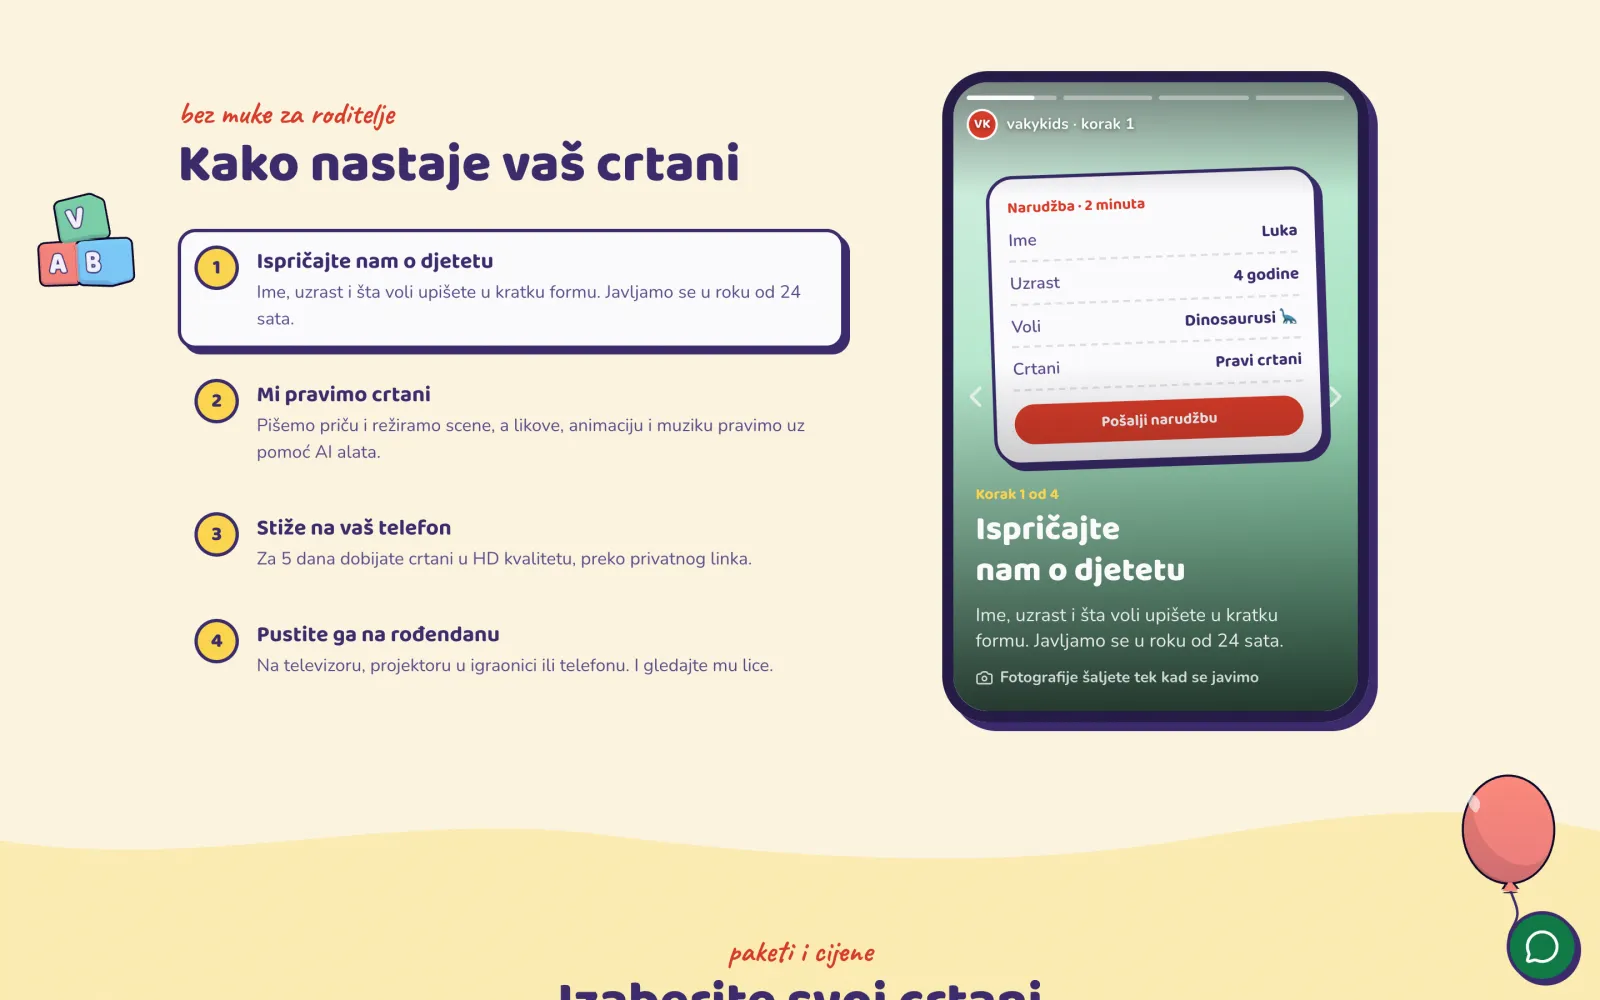 bez muke za roditelje
Kako nastaje vaš crtani
V
A B
1
Ispričajte nam o djetetu
Ime, uzrast i šta voli upišete u kratku formu. Javljamo se u roku od 24
sata.
2
Mi pravimo crtani
Pišemo priču i režiramo scene, a likove, animaciju i muziku pravimo uz
pomoć AI alata.
3
Stiže na vaš telefon
Za 5 dana dobijate crtani u HD kvalitetu, preko privatnog linka.
4
Pustite ga na rođendanu
Na televizoru, projektoru u igraonici ili telefonu. I gledajte mu lice.
VK vakykids · korak 1
Narudžba · 2 minuta
Ime Luka
Uzrast 4 godine
Voli Dinosaurusi 🦕
Crtani Pravi crtani
Pošalji narudžbu
Korak 1 od 4
Ispričajte
nam o djetetu
Ime, uzrast i šta voli upišete u kratku
formu. Javljamo se u roku od 24 sata.
Fotografije šaljete tek kad se javimo
paketi i cijene
Izaberite svoj crtani